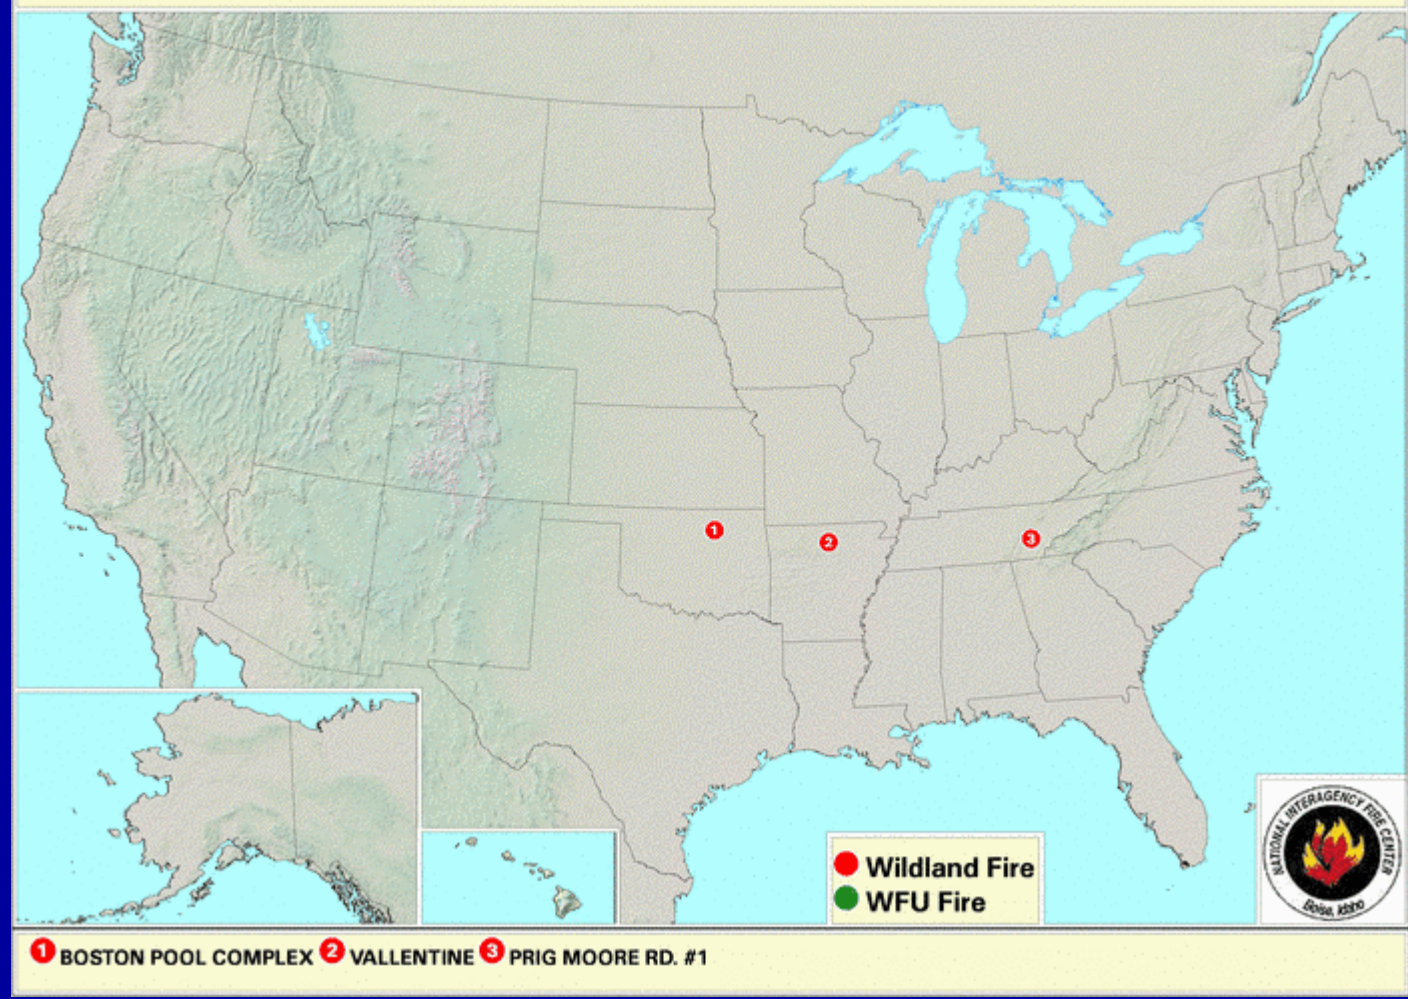 1
2
3
Wildland Fire
WFU Fire
NATIONAL INTERAGENCY FIRE CENTER
Boise, Idaho
1 BOSTON POOL COMPLEX 2 VALLENTINE 3 PRIG MOORE RD. #1